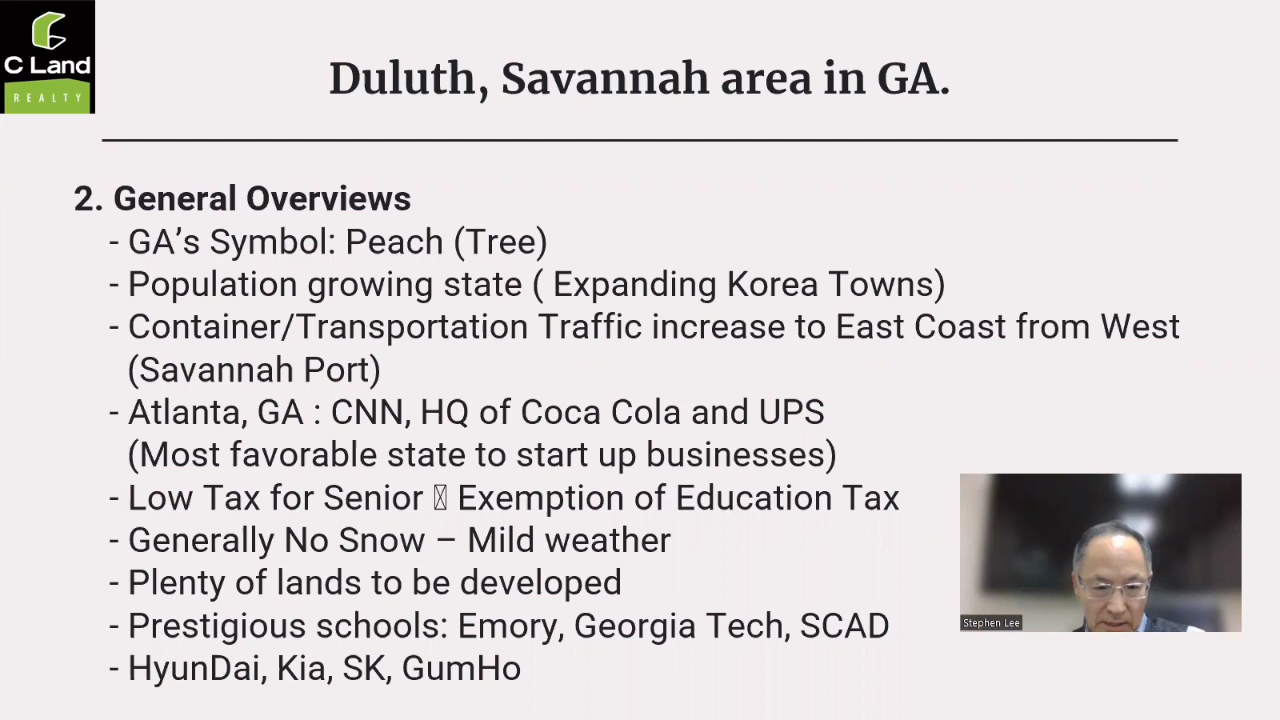 C Land
REALTY
Duluth, Savannah area in GA.
2. General Overviews
- GA’s Symbol: Peach (Tree)
- Population growing state ( Expanding Korea Towns)
- Container/Transportation Traffic increase to East Coast from West
(Savannah Port)
- Atlanta, GA : CNN, HQ of Coca Cola and UPS
(Most favorable state to start up businesses)
- Low Tax for Senior  Exemption of Education Tax
- Generally No Snow – Mild weather
- Plenty of lands to be developed
- Prestigious schools: Emory, Georgia Tech, SCAD
- HyunDai, Kia, SK, GumHo
Stephen Lee